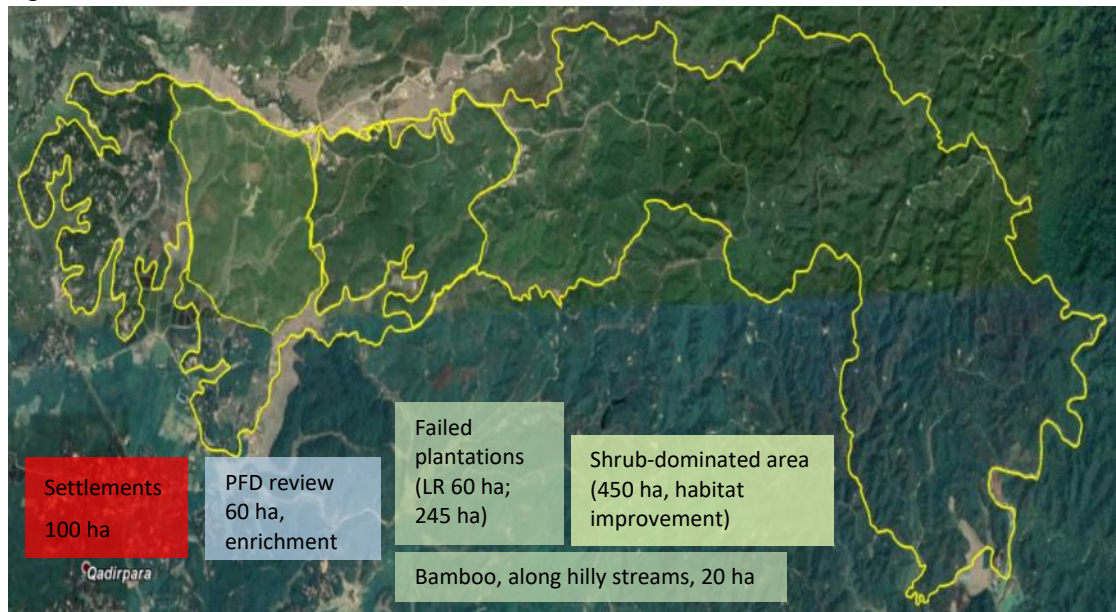 Settlements
100 ha
PFD review
60 ha,
enrichment
Failed
plantations
(LR 60 ha;
245 ha)
Shrub-dominated area
(450 ha, habitat
improvement)
Bamboo, along hilly streams, 20 ha
Qadirpara